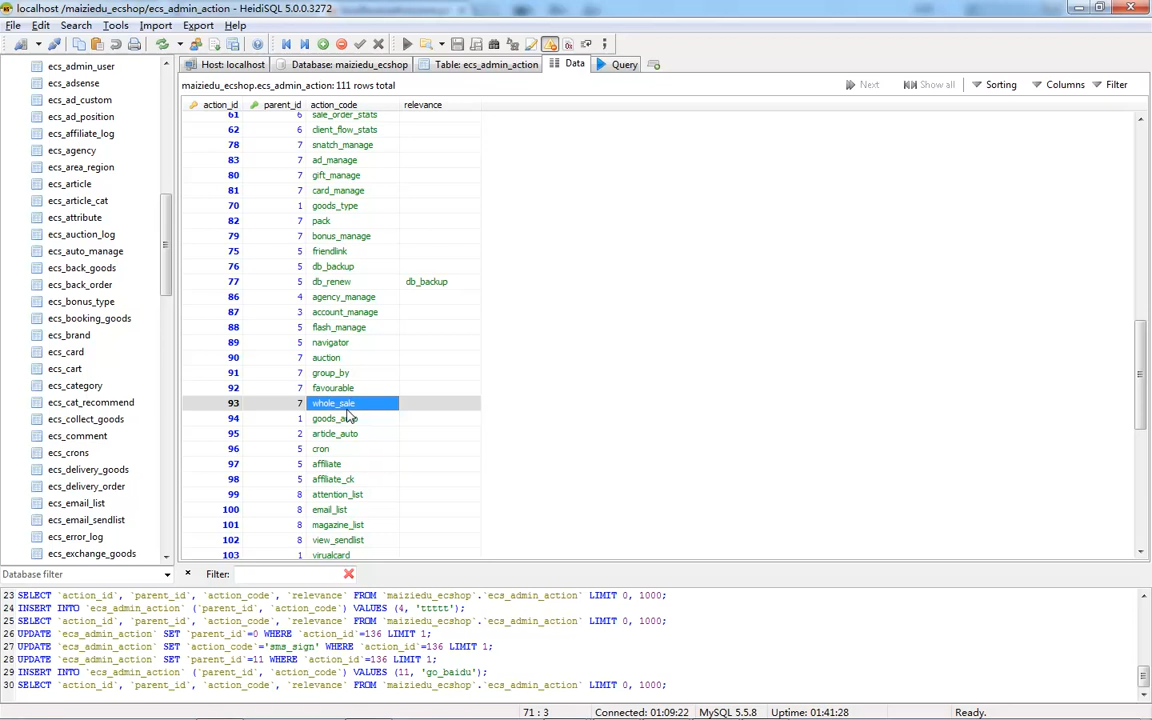 localhost /maiziedu_ecshop/ecs_admin_action - HeidiSQL 5.0.0.3272
File Edit Search Tools Import Export Help
Host: localhost Database: maiziedu_ecshop Table: ecs_admin_action Data Query
maiziedu_ecshop.ecs_admin_action: 111 rows total Next Show all Sorting Columns Filter
action_id parent_id action_code relevance
61 6 sale_order_stats
62 6 client_flow_stats
78 7 snatch_manage
83 7 ad_manage
80 7 gift_manage
81 7 card_manage
70 1 goods_type
82 7 pack
79 7 bonus_manage
75 5 friendlink
76 5 db_backup
77 5 db_renew db_backup
86 4 agency_manage
87 3 account_manage
88 5 flash_manage
89 5 navigator
90 7 auction
91 7 group_by
92 7 favourable
93 7 whole_sale
94 1 goods_auto
95 2 article_auto
96 5 cron
97 5 affiliate
98 5 affiliate_ck
99 8 attention_list
100 8 email_list
101 8 magazine_list
102 8 view_sendlist
103 1 virualcard
ecs_admin_user
ecs_adsense
ecs_ad_custom
ecs_ad_position
ecs_affiliate_log
ecs_agency
ecs_area_region
ecs_article
ecs_article_cat
ecs_attribute
ecs_auction_log
ecs_auto_manage
ecs_back_goods
ecs_back_order
ecs_bonus_type
ecs_booking_goods
ecs_brand
ecs_card
ecs_cart
ecs_category
ecs_cat_recommend
ecs_collect_goods
ecs_comment
ecs_crons
ecs_delivery_goods
ecs_delivery_order
ecs_email_list
ecs_email_sendlist
ecs_error_log
ecs_exchange_goods
Database filter Filter:
23 SELECT `action_id`, `parent_id`, `action_code`, `relevance` FROM `maiziedu_ecshop`.`ecs_admin_action` LIMIT 0, 1000;
24 INSERT INTO `ecs_admin_action` (`parent_id`, `action_code`) VALUES (4, 'ttttt');
25 SELECT `action_id`, `parent_id`, `action_code`, `relevance` FROM `maiziedu_ecshop`.`ecs_admin_action` LIMIT 0, 1000;
26 UPDATE `ecs_admin_action` SET `parent_id`=0 WHERE `action_id`=136 LIMIT 1;
27 UPDATE `ecs_admin_action` SET `action_code`='sms_sign' WHERE `action_id`=136 LIMIT 1;
28 UPDATE `ecs_admin_action` SET `parent_id`=11 WHERE `action_id`=136 LIMIT 1;
29 INSERT INTO `ecs_admin_action` (`parent_id`, `action_code`) VALUES (11, 'go_baidu');
30 SELECT `action_id`, `parent_id`, `action_code`, `relevance` FROM `maiziedu_ecshop`.`ecs_admin_action` LIMIT 0, 1000;
71 : 3 Connected: 01:09:22 MySQL 5.5.8 Uptime: 01:41:28 Ready.